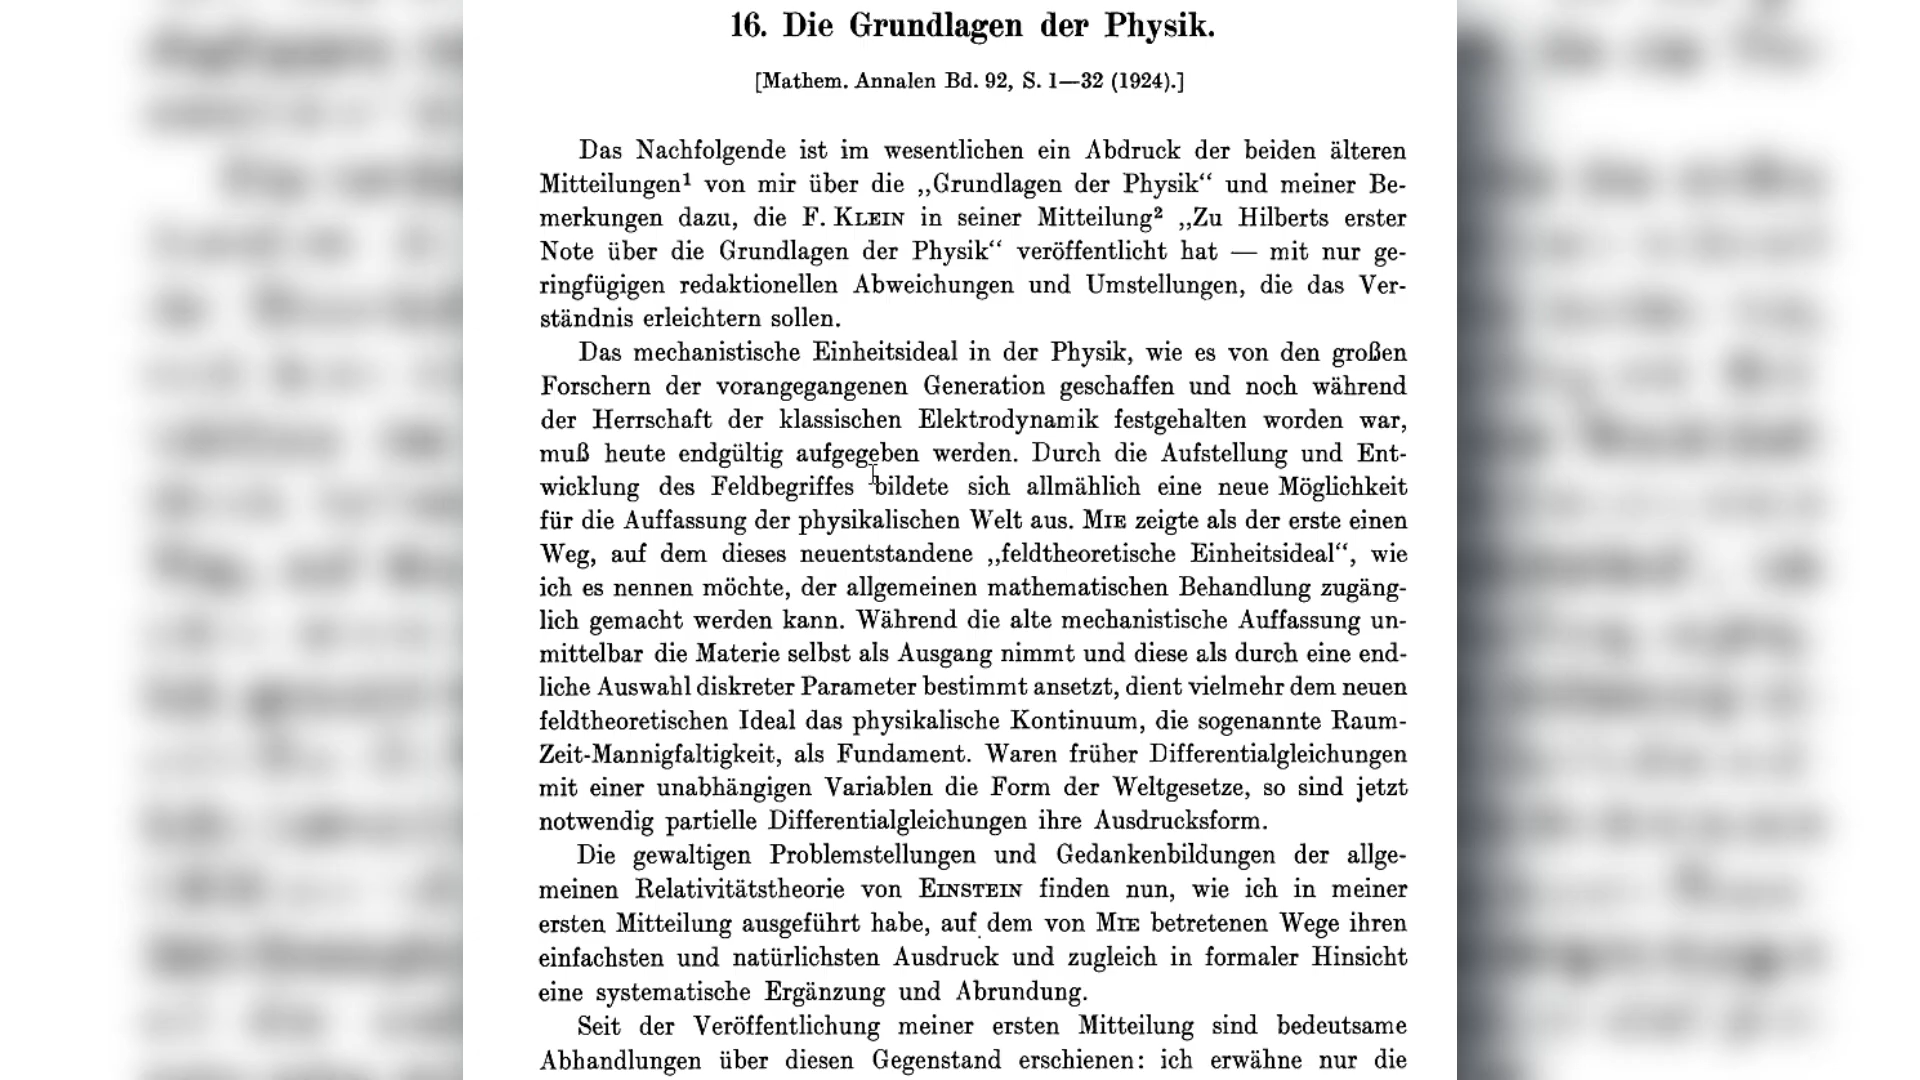 16. Die Grundlagen der Physik.
[Mathem. Annalen Bd. 92, S. 1—32 (1924).]
Das Nachfolgende ist im wesentlichen ein Abdruck der beiden älteren
Mitteilungen¹ von mir über die „Grundlagen der Physik“ und meiner Be-
merkungen dazu, die F. KLEIN in seiner Mitteilung² „Zu Hilberts erster
Note über die Grundlagen der Physik“ veröffentlicht hat — mit nur ge-
ringfügigen redaktionellen Abweichungen und Umstellungen, die das Ver-
ständnis erleichtern sollen.
Das mechanistische Einheitsideal in der Physik, wie es von den großen
Forschern der vorangegangenen Generation geschaffen und noch während
der Herrschaft der klassischen Elektrodynamik festgehalten worden war,
muß heute endgültig aufgegeben werden. Durch die Aufstellung und Ent-
wicklung des Feldbegriffes bildete sich allmählich eine neue Möglichkeit
für die Auffassung der physikalischen Welt aus. MIE zeigte als der erste einen
Weg, auf dem dieses neuentstandene „feldtheoretische Einheitsideal“, wie
ich es nennen möchte, der allgemeinen mathematischen Behandlung zugäng-
lich gemacht werden kann. Während die alte mechanistische Auffassung un-
mittelbar die Materie selbst als Ausgang nimmt und diese als durch eine end-
liche Auswahl diskreter Parameter bestimmt ansetzt, dient vielmehr dem neuen
feldtheoretischen Ideal das physikalische Kontinuum, die sogenannte Raum-
Zeit-Mannigfaltigkeit, als Fundament. Waren früher Differentialgleichungen
mit einer unabhängigen Variablen die Form der Weltgesetze, so sind jetzt
notwendig partielle Differentialgleichungen ihre Ausdrucksform.
Die gewaltigen Problemstellungen und Gedankenbildungen der allge-
meinen Relativitätstheorie von EINSTEIN finden nun, wie ich in meiner
ersten Mitteilung ausgeführt habe, auf dem von MIE betretenen Wege ihren
einfachsten und natürlichsten Ausdruck und zugleich in formaler Hinsicht
eine systematische Ergänzung und Abrundung.
Seit der Veröffentlichung meiner ersten Mitteilung sind bedeutsame
Abhandlungen über diesen Gegenstand erschienen: ich erwähne nur die